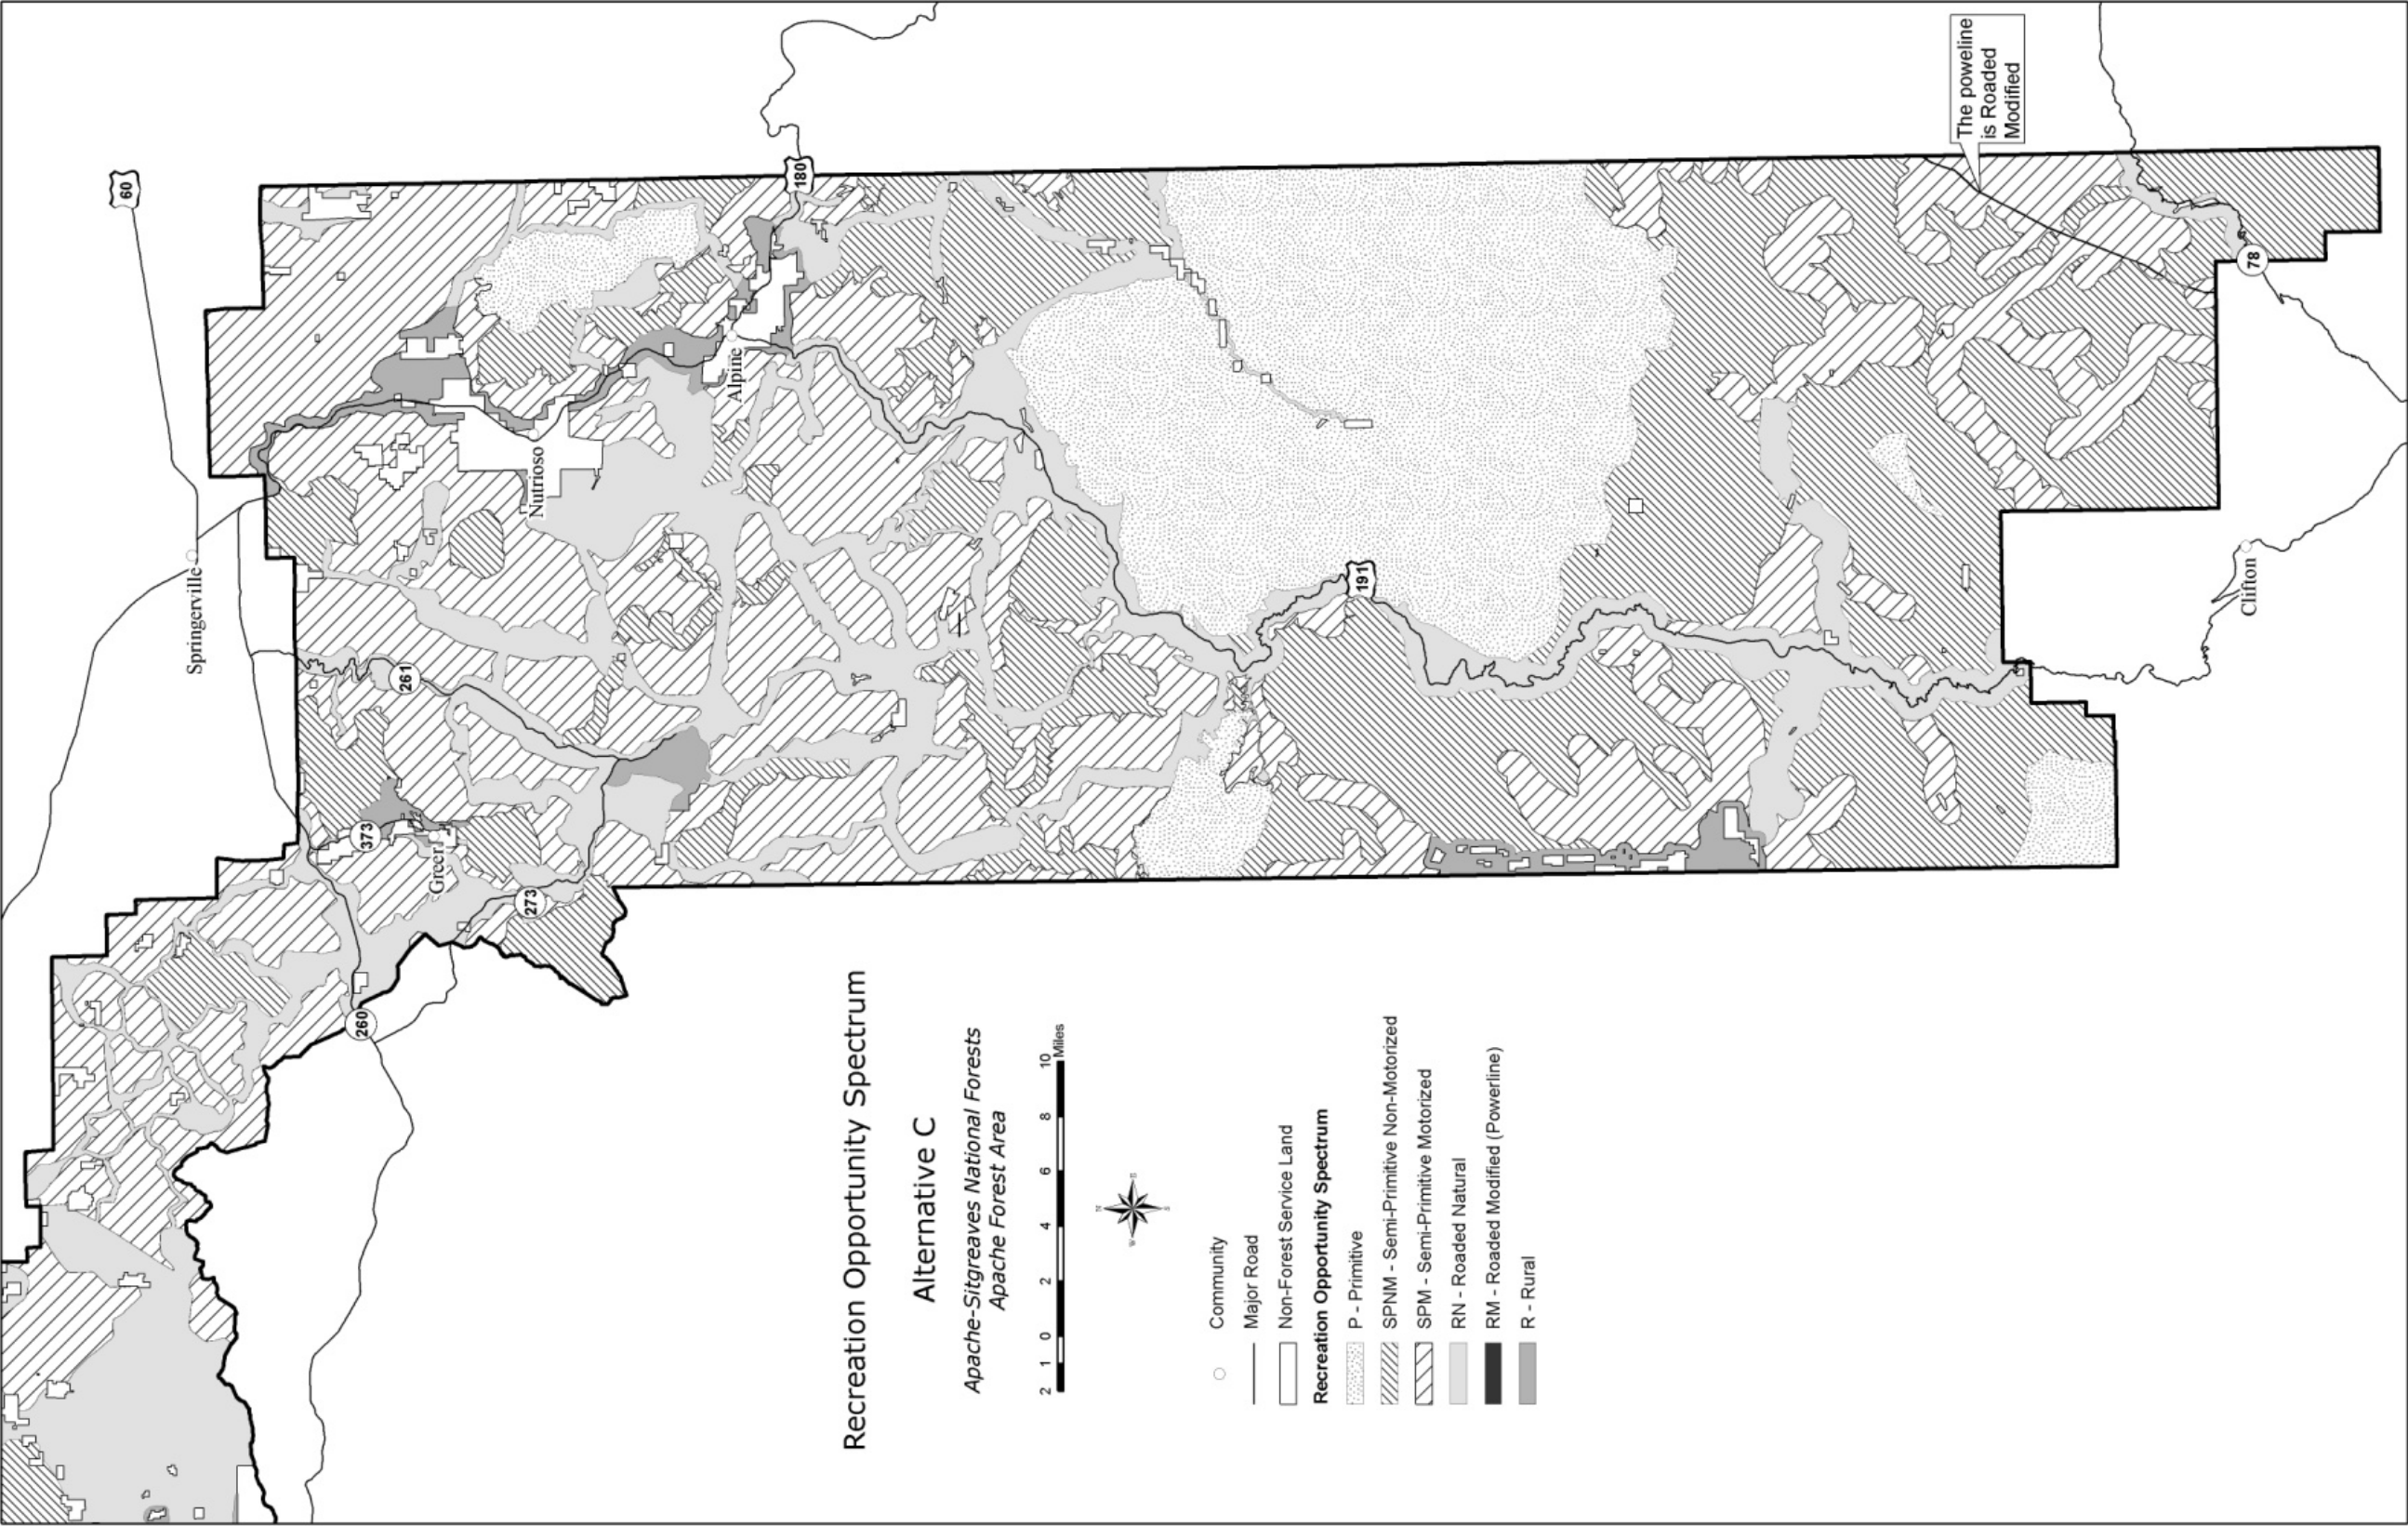 Recreation Opportunity Spectrum
Alternative C
Apache-Sitgreaves National Forests
Apache Forest Area
2 1 0 2 4 6 8 10
Miles
N
W E
S
Community
Major Road
Non-Forest Service Land
Recreation Opportunity Spectrum
P - Primitive
SPNM - Semi-Primitive Non-Motorized
SPM - Semi-Primitive Motorized
RN - Roaded Natural
RM - Roaded Modified (Powerline)
R - Rural
60
Springerville
260
373
Greer
273
261
Nutrioso
Alpine
180
191
The poweline
is Roaded
Modified
78
Clifton